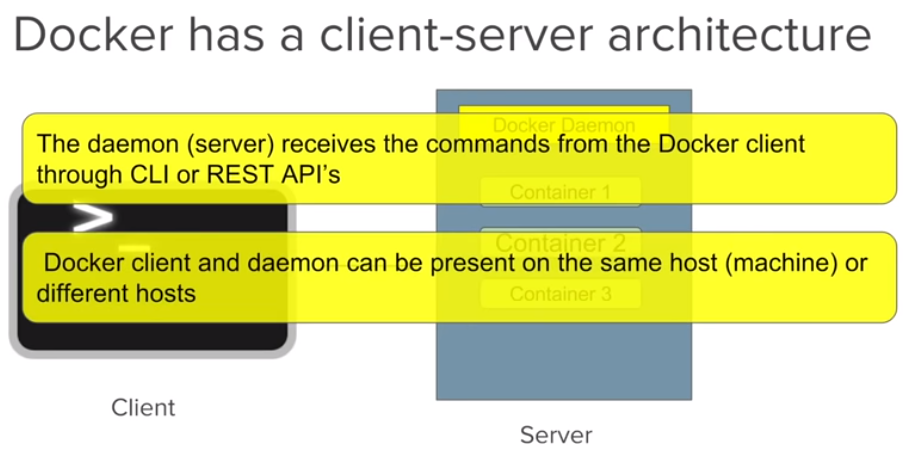 Docker has a client-server architecture
Docker Daemon
The daemon (server) receives the commands from the Docker client
through CLI or REST API’s
Container 1
>_
Container 2
Docker client and daemon can be present on the same host (machine) or
different hosts
Container 3
Client
Server